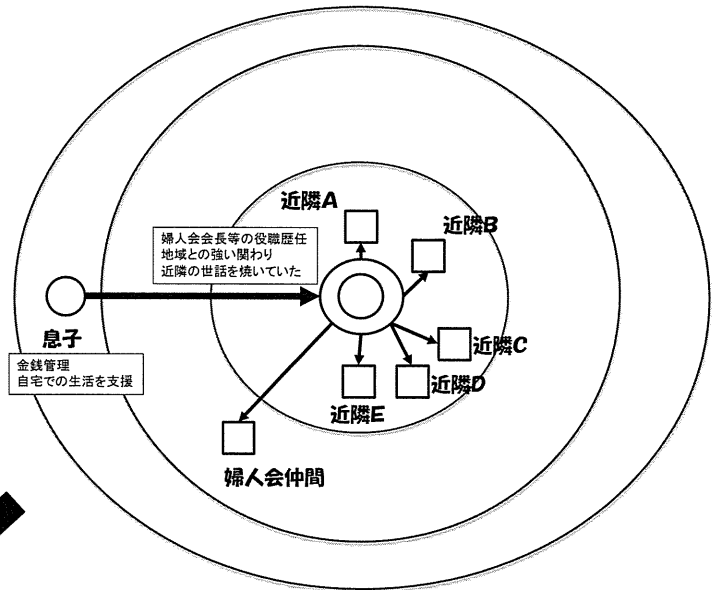 近隣A
近隣B
婦人会会長等の役職歴任
地域との強い関わり
近隣の世話を焼いていた
息子
金銭管理
自宅での生活を支援
近隣C
近隣D
近隣E
婦人会仲間